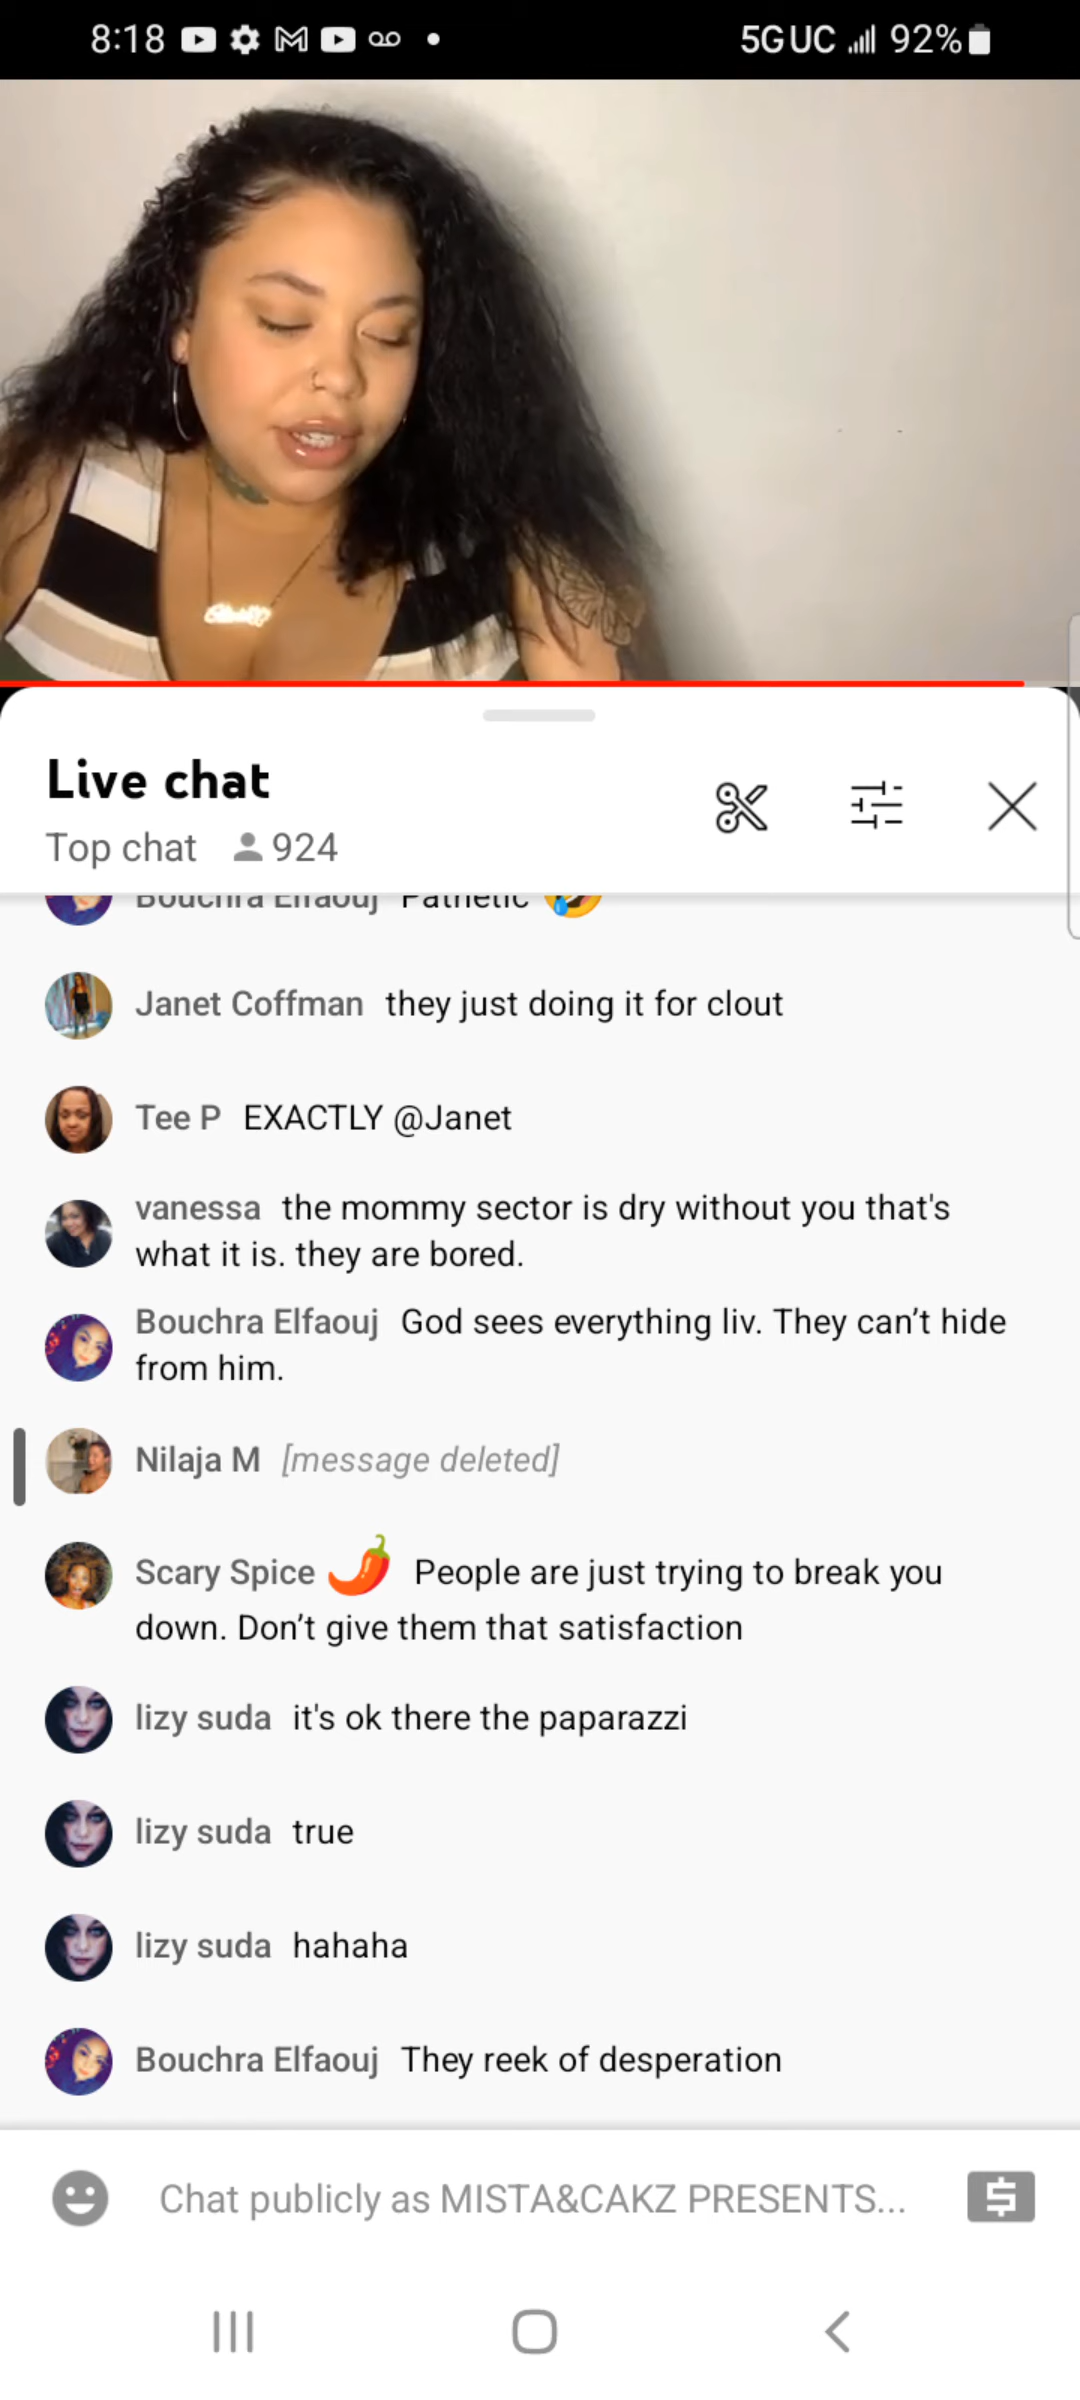 8:18 5G UC 92%
Live chat
Top chat 924
Bouchra Elfaouj Pathetic
Janet Coffman they just doing it for clout
Tee P EXACTLY @Janet
vanessa the mommy sector is dry without you that's
what it is. they are bored.
Bouchra Elfaouj God sees everything liv. They can’t hide
from him.
Nilaja M [message deleted]
Scary Spice 🌶️ People are just trying to break you
down. Don’t give them that satisfaction
lizy suda it's ok there the paparazzi
lizy suda true
lizy suda hahaha
Bouchra Elfaouj They reek of desperation
Chat publicly as MISTA&CAKZ PRESENTS...